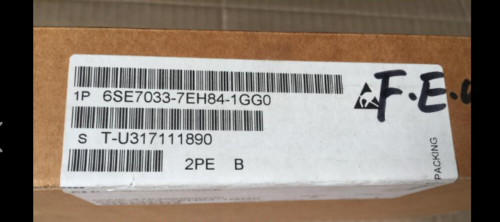 1P 6SE7033-7EH84-1GG0
S T-U317111890
2PE B
PACKING
F.E.